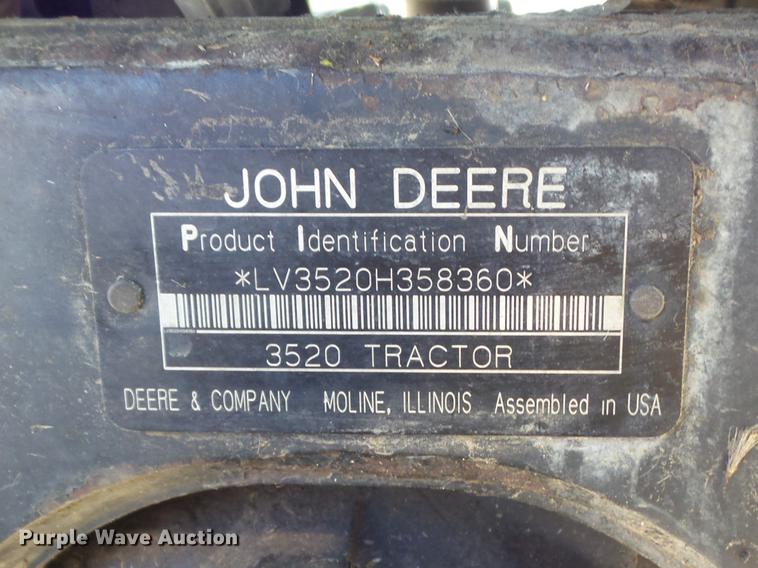 JOHN DEERE
Product Identification Number
*LV3520H358360*
3520 TRACTOR
DEERE & COMPANY MOLINE, ILLINOIS Assembled in USA
Purple Wave Auction